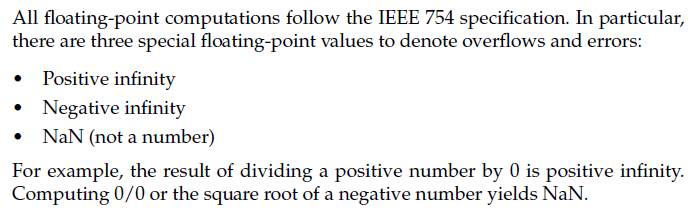 All floating-point computations follow the IEEE 754 specification. In particular,
there are three special floating-point values to denote overflows and errors:
• Positive infinity
• Negative infinity
• NaN (not a number)
For example, the result of dividing a positive number by 0 is positive infinity.
Computing 0/0 or the square root of a negative number yields NaN.